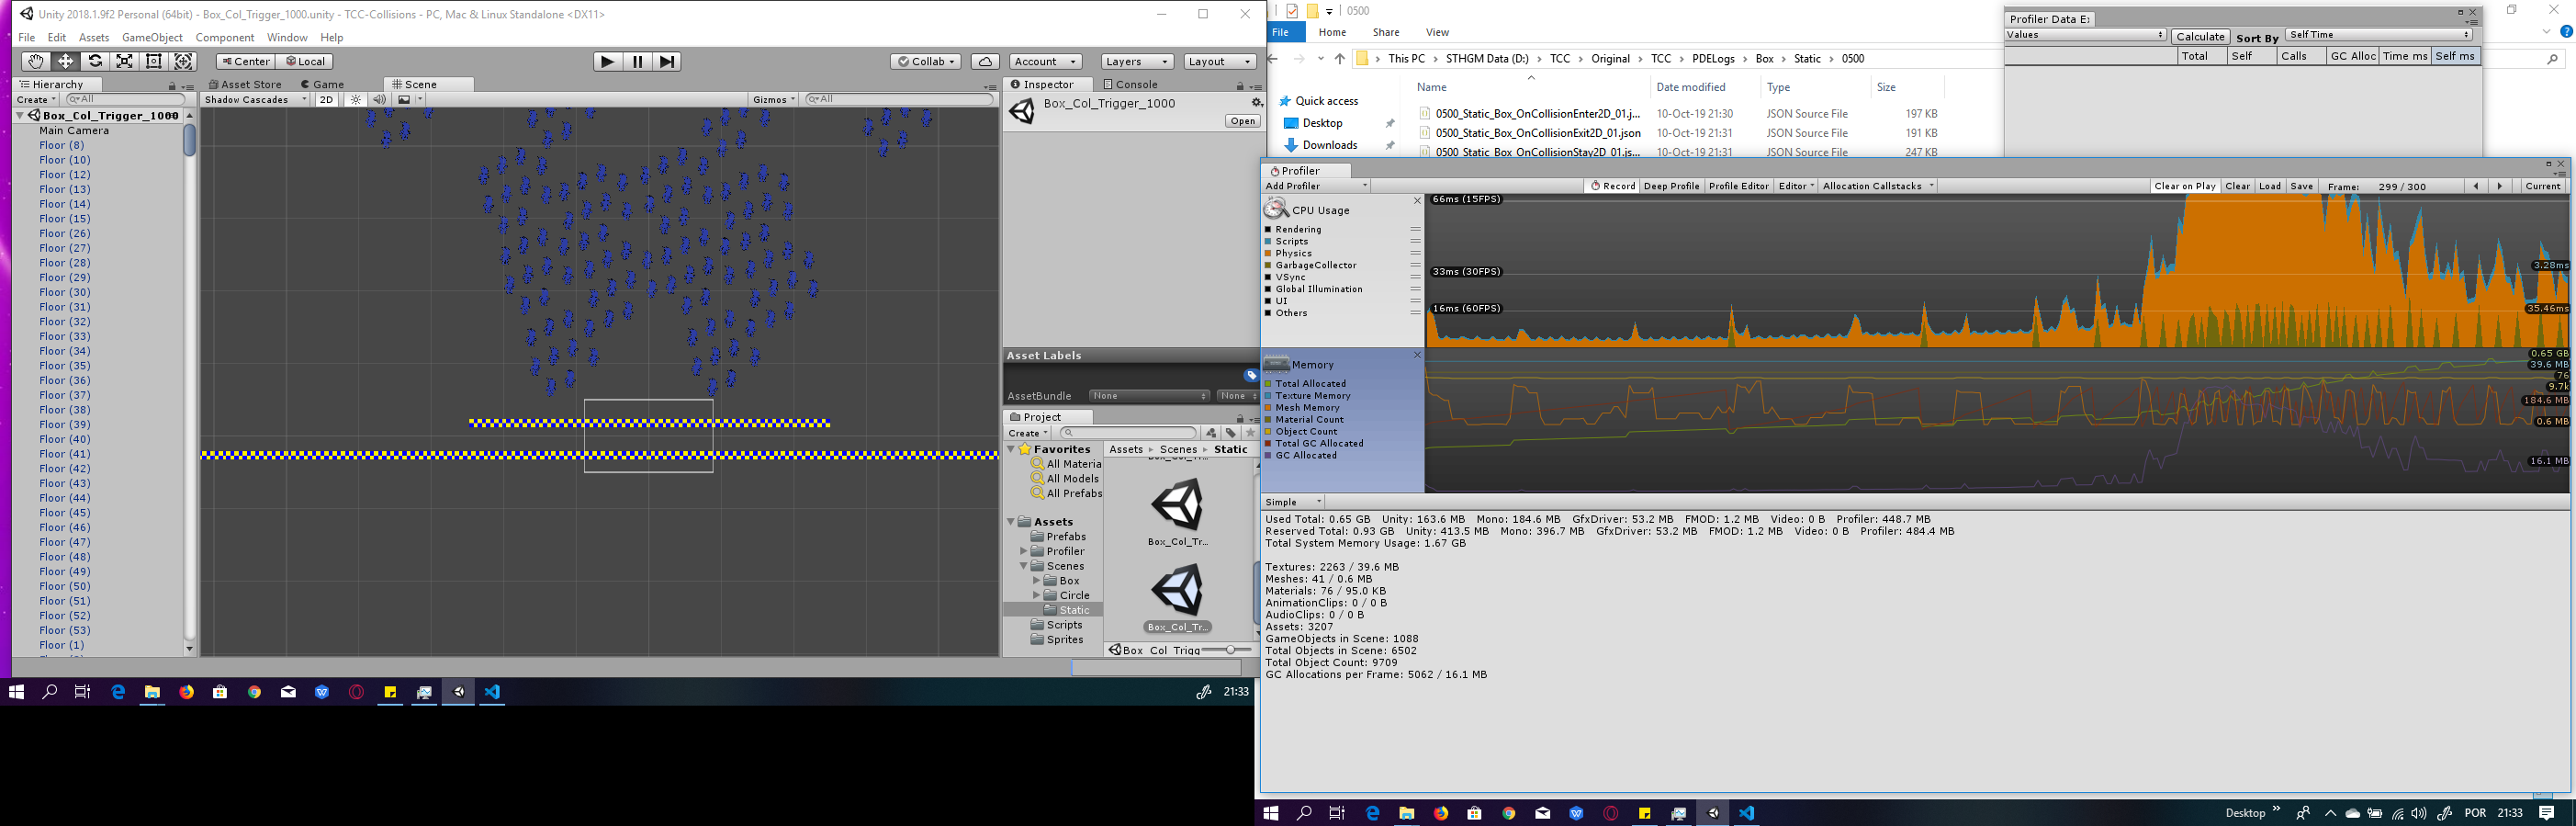 Unity 2018.1.9f2 Personal (64bit) - Box_Col_Trigger_1000.unity - TCC-Collisions - PC, Mac & Linux Standalone <DX11>
File Edit Assets GameObject Component Window Help
Center Local
Collab Account Layers Layout
Hierarchy
Create All
Box_Col_Trigger_1000
Main Camera
Floor (8)
Floor (10)
Floor (12)
Floor (13)
Floor (14)
Floor (15)
Floor (26)
Floor (27)
Floor (28)
Floor (29)
Floor (30)
Floor (31)
Floor (32)
Floor (33)
Floor (34)
Floor (35)
Floor (36)
Floor (37)
Floor (38)
Floor (39)
Floor (40)
Floor (41)
Floor (42)
Floor (43)
Floor (44)
Floor (45)
Floor (46)
Floor (47)
Floor (48)
Floor (49)
Floor (50)
Floor (51)
Floor (52)
Floor (53)
Floor (1)
Asset Store Game Scene
Shadow Cascades 2D Gizmos All
Inspector Console
Box_Col_Trigger_1000
Open
Asset Labels
AssetBundle None None
Project
Create
Favorites
All Materia
All Models
All Prefabs
Assets
Prefabs
Profiler
Scenes
Box
Circle
Static
Scripts
Sprites
Assets Scenes Static
Box_Col_Tr...
Box_Col_Tr...
Box_Col_Trigg
21:33
0500
File Home Share View
This PC STHGM Data (D:) TCC Original TCC PDELogs Box Static 0500
Name Date modified Type Size
Quick access
Desktop
Downloads
0500_Static_Box_OnCollisionEnter2D_01.j... 10-Oct-19 21:30 JSON Source File 197 KB
0500_Static_Box_OnCollisionExit2D_01.json 10-Oct-19 21:31 JSON Source File 191 KB
0500_Static_Box_OnCollisionStay2D_01.js... 10-Oct-19 21:31 JSON Source File 247 KB
Profiler Data E
Values Calculate Sort By Self Time
Total Self Calls GC Alloc Time ms Self ms
Profiler
Add Profiler Record Deep Profile Profile Editor Editor Allocation Callstacks Clear on Play Clear Load Save Frame: 299 / 300 Current
CPU Usage
Rendering
Scripts
Physics
GarbageCollector
VSync
Global Illumination
UI
Others
66ms (15FPS)
33ms (30FPS)
16ms (60FPS)
3.28ms
35.46ms
Memory
Total Allocated
Texture Memory
Mesh Memory
Material Count
Object Count
Total GC Allocated
GC Allocated
0.65 GB
39.6 MB
76
9.7k
184.6 MB
0.6 MB
16.1 MB
Simple
Used Total: 0.65 GB Unity: 163.6 MB Mono: 184.6 MB GfxDriver: 53.2 MB FMOD: 1.2 MB Video: 0 B Profiler: 448.7 MB
Reserved Total: 0.93 GB Unity: 413.5 MB Mono: 396.7 MB GfxDriver: 53.2 MB FMOD: 1.2 MB Video: 0 B Profiler: 484.4 MB
Total System Memory Usage: 1.67 GB
Textures: 2263 / 39.6 MB
Meshes: 41 / 0.6 MB
Materials: 76 / 95.0 KB
AnimationClips: 0 / 0 B
AudioClips: 0 / 0 B
Assets: 3207
GameObjects in Scene: 1088
Total Objects in Scene: 6502
Total Object Count: 9709
GC Allocations per Frame: 5062 / 16.1 MB
Desktop POR 21:33